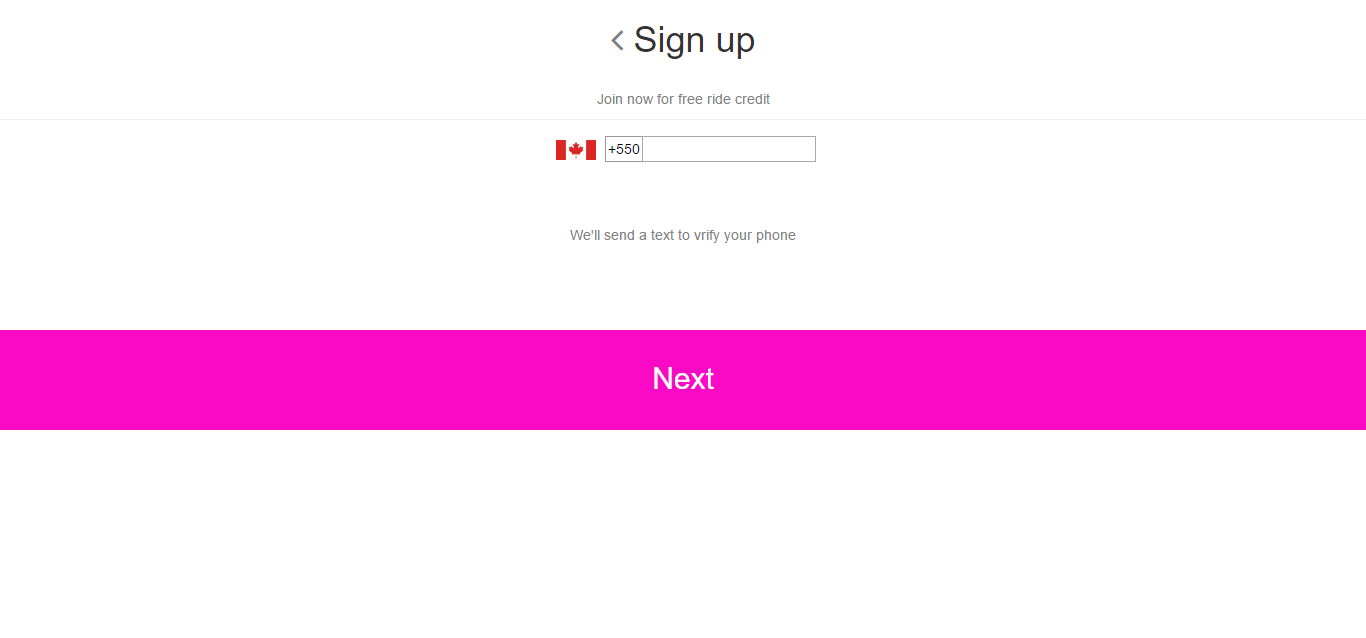 Sign up
Join now for free ride credit
+550
We'll send a text to vrify your phone
Next